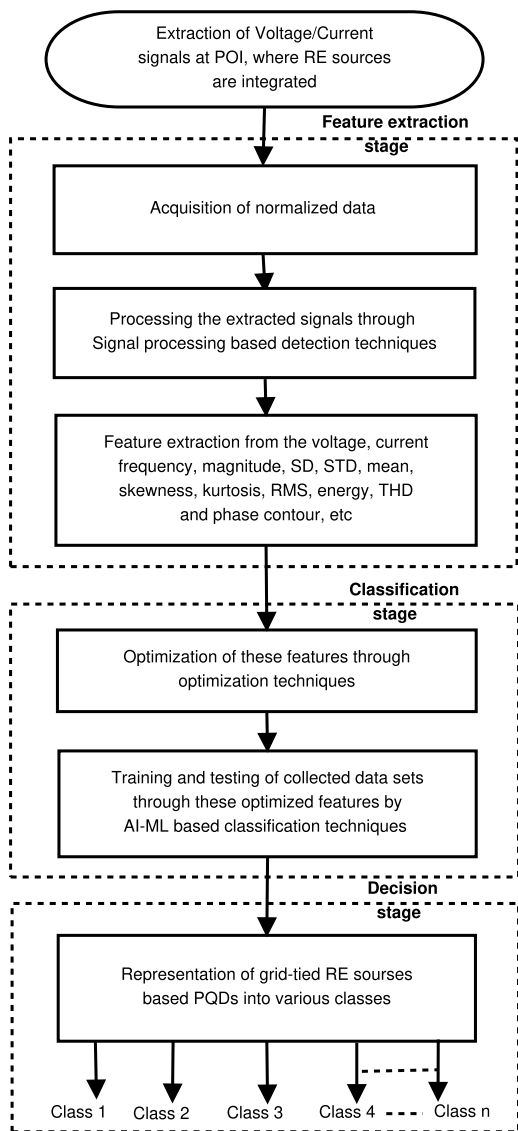 Extraction of Voltage/Current
signals at POI, where RE sources
are integrated
Feature extraction
stage
Acquisition of normalized data
Processing the extracted signals through
Signal processing based detection techniques
Feature extraction from the voltage, current
frequency, magnitude, SD, STD, mean,
skewness, kurtosis, RMS, energy, THD
and phase contour, etc
Classification
stage
Optimization of these features through
optimization techniques
Training and testing of collected data sets
through these optimized features by
AI-ML based classification techniques
Decision
stage
Representation of grid-tied RE sourses
based PQDs into various classes
Class 1 Class 2 Class 3 Class 4 Class n